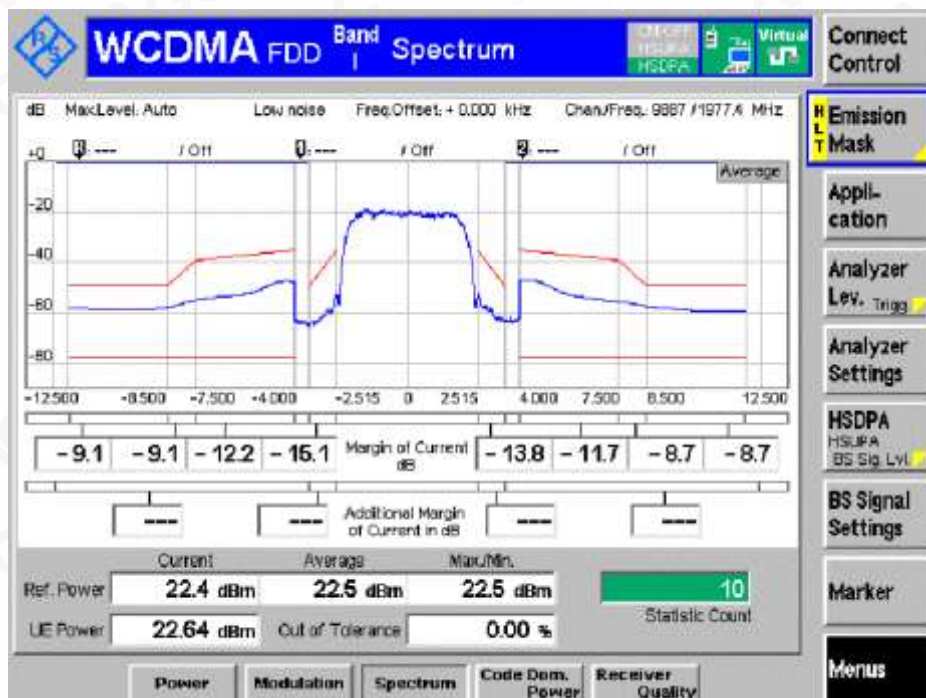 R S
WCDMA FDD Band I Spectrum
HSUPA
HSDPA
Virtual
Connect Control
dB Max.Level: Auto Low noise Freq.Offset: + 0.000 kHz Chan./Freq.: 9887 / 1977.4 MHz
--- / Off
1: --- / Off
2: --- / Off
Average
+0
-20
-40
-60
-80
-12.500 -8.500 -7.500 -4.000 -2.515 0 2.515 4.000 7.500 8.500 12.500
- 9.1 - 9.1 - 12.2 - 15.1 Margin of Current dB - 13.8 - 11.7 - 8.7 - 8.7
--- --- Additional Margin of Current in dB --- ---
Current Average Max./Min.
Ref. Power 22.4 dBm 22.5 dBm 22.5 dBm 10
Statistic Count
UE Power 22.64 dBm Out of Tolerance 0.00 %
Power Modulation Spectrum Code Dom. Power Receiver Quality
HLT
Emission Mask
Appli-cation
Analyzer Lev. Trigg
Analyzer Settings
HSDPA
HSUPA
BS Sig. Lvl.
BS Signal Settings
Marker
Menus